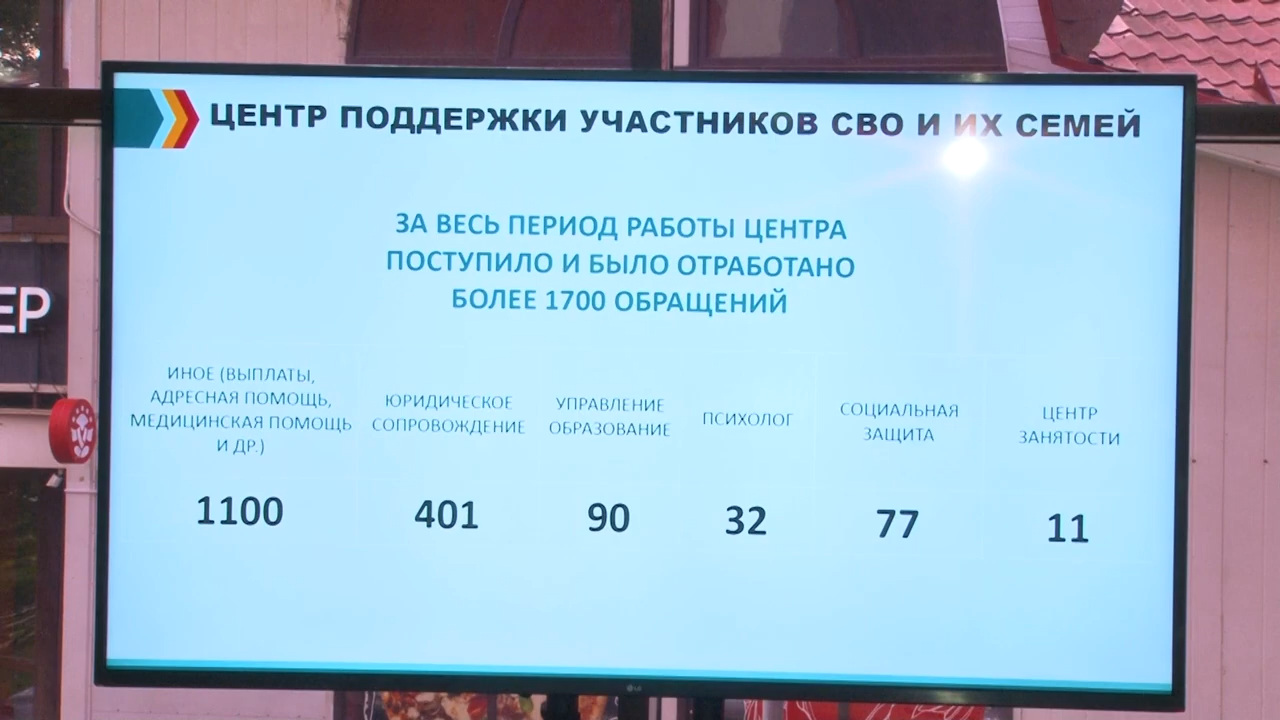 ЦЕНТР ПОДДЕРЖКИ УЧАСТНИКОВ СВО И ИХ СЕМЕЙ
ЗА ВЕСЬ ПЕРИОД РАБОТЫ ЦЕНТРА
ПОСТУПИЛО И БЫЛО ОТРАБОТАНО
БОЛЕЕ 1700 ОБРАЩЕНИЙ
ИНОЕ (ВЫПЛАТЫ,
АДРЕСНАЯ ПОМОЩЬ,
МЕДИЦИНСКАЯ ПОМОЩЬ
И ДР.)
1100
ЮРИДИЧЕСКОЕ
СОПРОВОЖДЕНИЕ
401
УПРАВЛЕНИЕ
ОБРАЗОВАНИЕ
90
ПСИХОЛОГ
32
СОЦИАЛЬНАЯ
ЗАЩИТА
77
ЦЕНТР
ЗАНЯТОСТИ
11
ЕР
LG